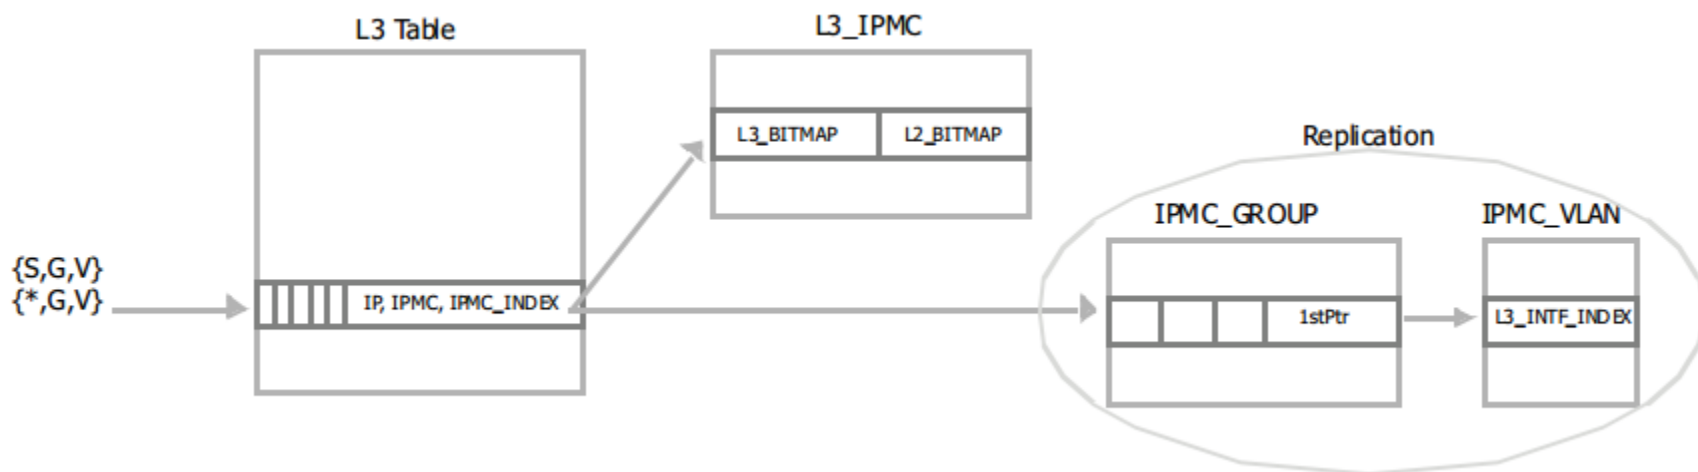 L3 Table
L3_IPMC
L3_BITMAP
L2_BITMAP
Replication
IPMC_GROUP
IPMC_VLAN
{S,G,V}
{*,G,V}
IP, IPMC, IPMC_INDEX
1stPtr
L3_INTF_INDEX